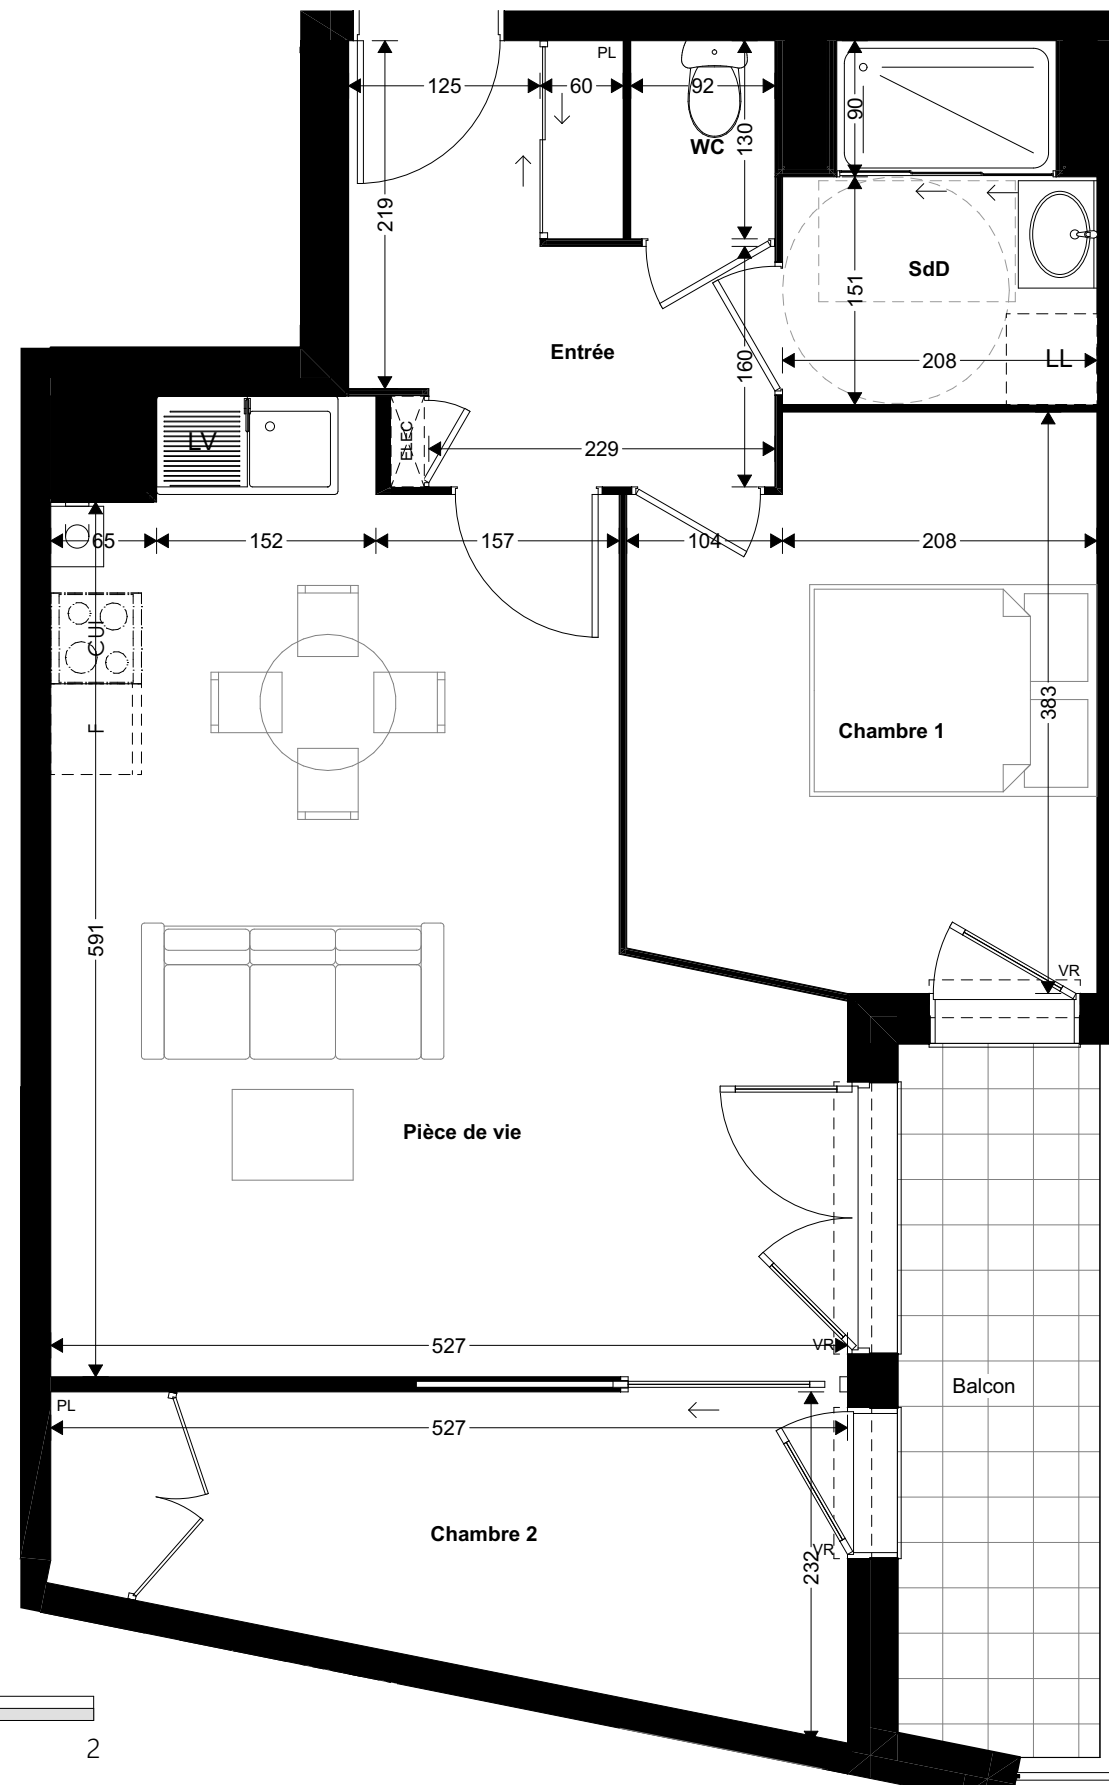 PL
125
60
92
90
130
WC
219
151
SdD
Entrée
160
208
LL
LV
ELEC
229
65
152
157
104
208
CUI
383
F
Chambre 1
591
VR
Pièce de vie
527
VR
Balcon
PL
527
Chambre 2
VR
232
2